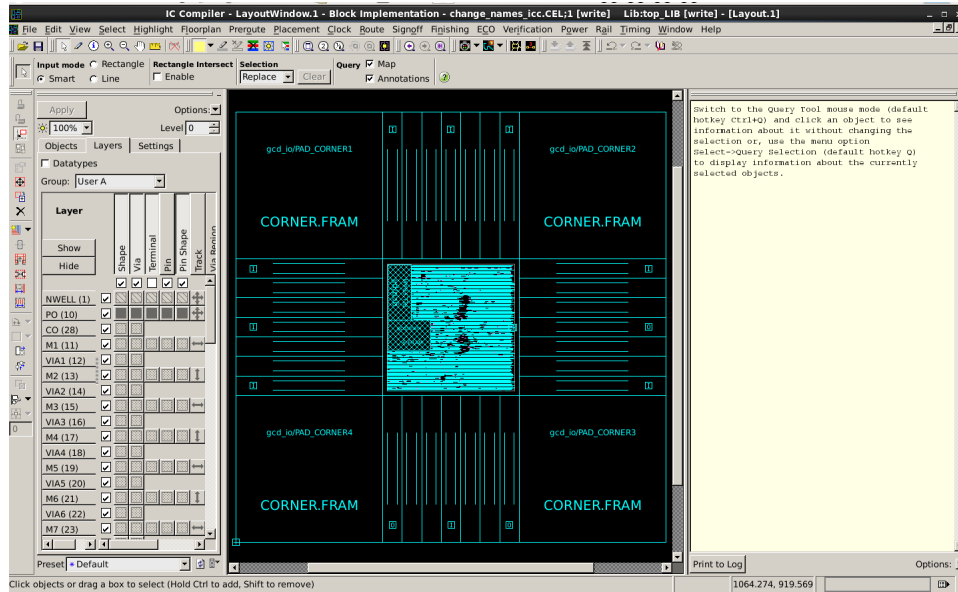 IC Compiler - LayoutWindow.1 - Block Implementation - change_names_icc.CEL;1 [write]    Lib:top_LIB [write] - [Layout.1]
File Edit View Select Highlight Floorplan Preroute Placement Clock Route Signoff Finishing ECO Verification Power Rail Timing Window Help
Input mode Rectangle Rectangle Intersect Selection Query Map
Smart Line Enable Replace Clear Annotations
Apply Options:
100% Level 0
Objects Layers Settings
Datatypes
Group: User A
Layer
Show
Hide
Shape
Via
Terminal
Pin
Pin Shape
Track
Via Region
NWELL (1)
PO (10)
CO (28)
M1 (11)
VIA1 (12)
M2 (13)
VIA2 (14)
M3 (15)
VIA3 (16)
M4 (17)
VIA4 (18)
M5 (19)
VIA5 (20)
M6 (21)
VIA6 (22)
M7 (23)
0
Preset Default
gcd_io/PAD_CORNER1
gcd_io/PAD_CORNER2
CORNER.FRAM
CORNER.FRAM
gcd_io/PAD_CORNER4
gcd_io/PAD_CORNER3
CORNER.FRAM
CORNER.FRAM
Switch to the Query Tool mouse mode (default
hotkey Ctrl+Q) and click an object to see
information about it without changing the
selection or, use the menu option
Select->Query Selection (default hotkey Q)
to display information about the currently
selected objects.
Print to Log Options:
Click objects or drag a box to select (Hold Ctrl to add, Shift to remove)
1064.274, 919.569